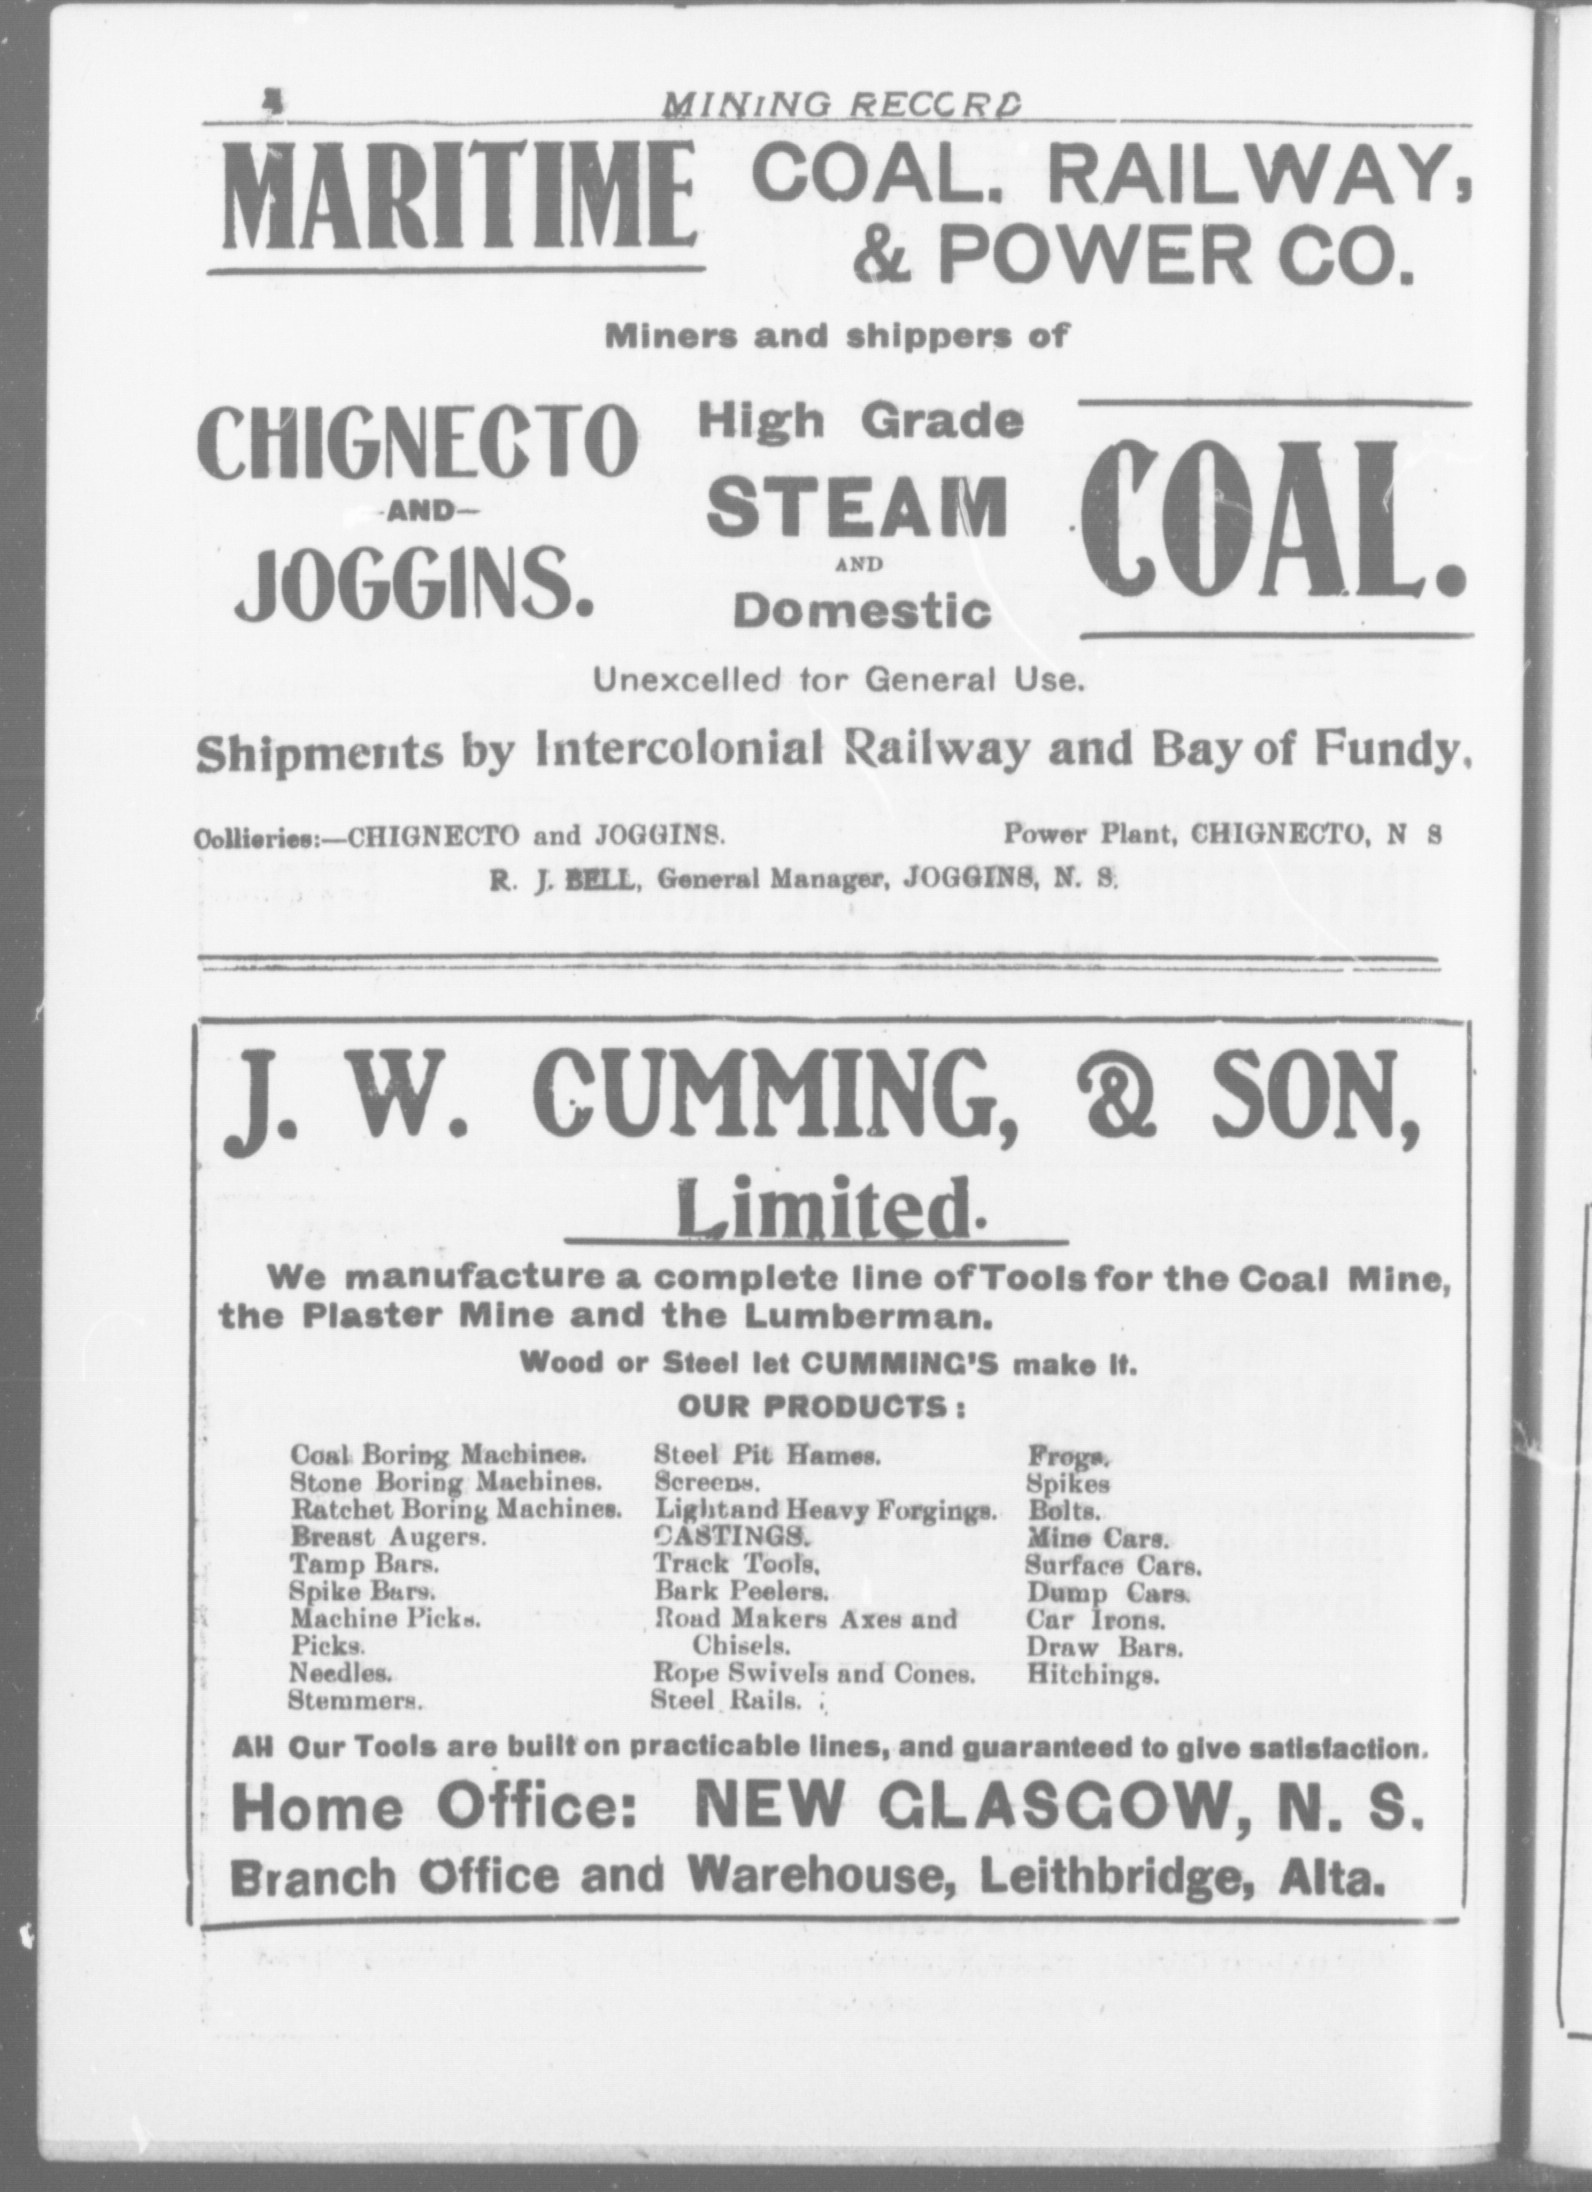 4
MINING RECORD
MARITIME COAL. RAILWAY,
& POWER CO.
Miners and shippers of
CHIGNECTO
-AND-
JOGGINS.
High Grade
STEAM
AND
Domestic
COAL.
Unexcelled for General Use.
Shipments by Intercolonial Railway and Bay of Fundy,
Collieries:—CHIGNECTO and JOGGINS. Power Plant, CHIGNECTO, N S
R. J. BELL, General Manager, JOGGINS, N. S.
J. W. CUMMING, & SON,
Limited.
We manufacture a complete line of Tools for the Coal Mine,
the Plaster Mine and the Lumberman.
Wood or Steel let CUMMING'S make it.
OUR PRODUCTS:
Coal Boring Machines.
Stone Boring Machines.
Ratchet Boring Machines.
Breast Augers.
Tamp Bars.
Spike Bars.
Machine Picks.
Picks.
Needles.
Stemmers.
Steel Pit Hames.
Screens.
Light and Heavy Forgings.
CASTINGS.
Track Tools.
Bark Peelers.
Road Makers Axes and
Chisels.
Rope Swivels and Cones.
Steel Rails.
Frogs.
Spikes
Bolts.
Mine Cars.
Surface Cars.
Dump Cars.
Car Irons.
Draw Bars.
Hitchings.
All Our Tools are built on practicable lines, and guaranteed to give satisfaction.
Home Office: NEW GLASGOW, N. S.
Branch Office and Warehouse, Leithbridge, Alta.